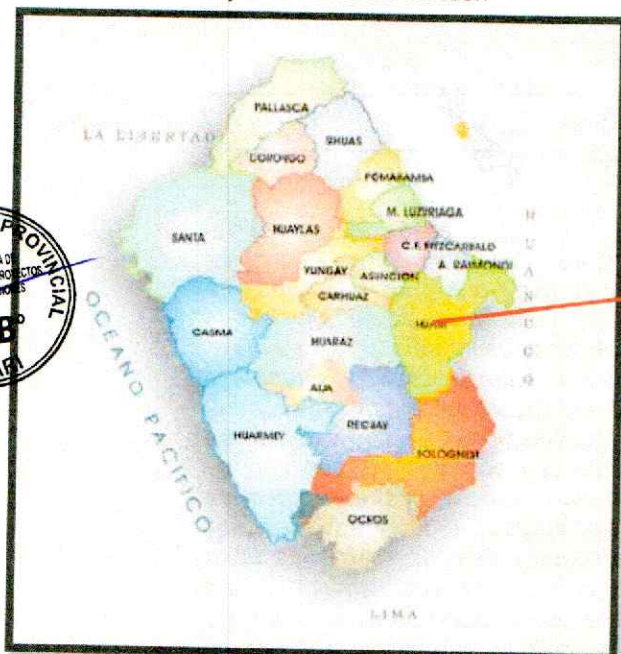 PALLASCA
LA LIBERTAD
SIHUAS
CORONGO
POMABAMBA
M. LUZURIAGA
SANTA
HUAYLAS
C.F. FITZCARRALD
YUNGAY
ASUNCION
A. RAIMONDI
CARHUAZ
HUARI
HUANUCO
CASMA
HUARAZ
AIJA
RECUAY
HUARMEY
BOLOGNESI
OCROS
OCEANO PACIFICO
LIMA
PROVINCIAL